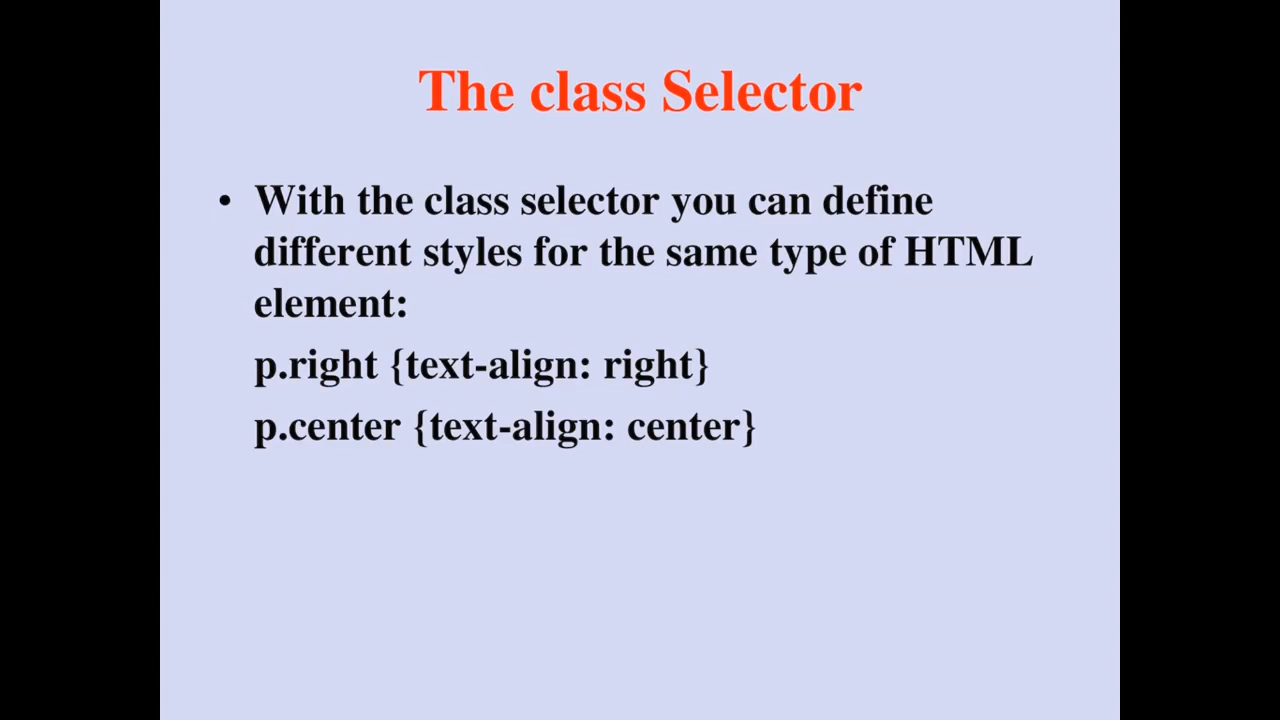 The class Selector
• With the class selector you can define
different styles for the same type of HTML
element:
p.right {text-align: right}
p.center {text-align: center}